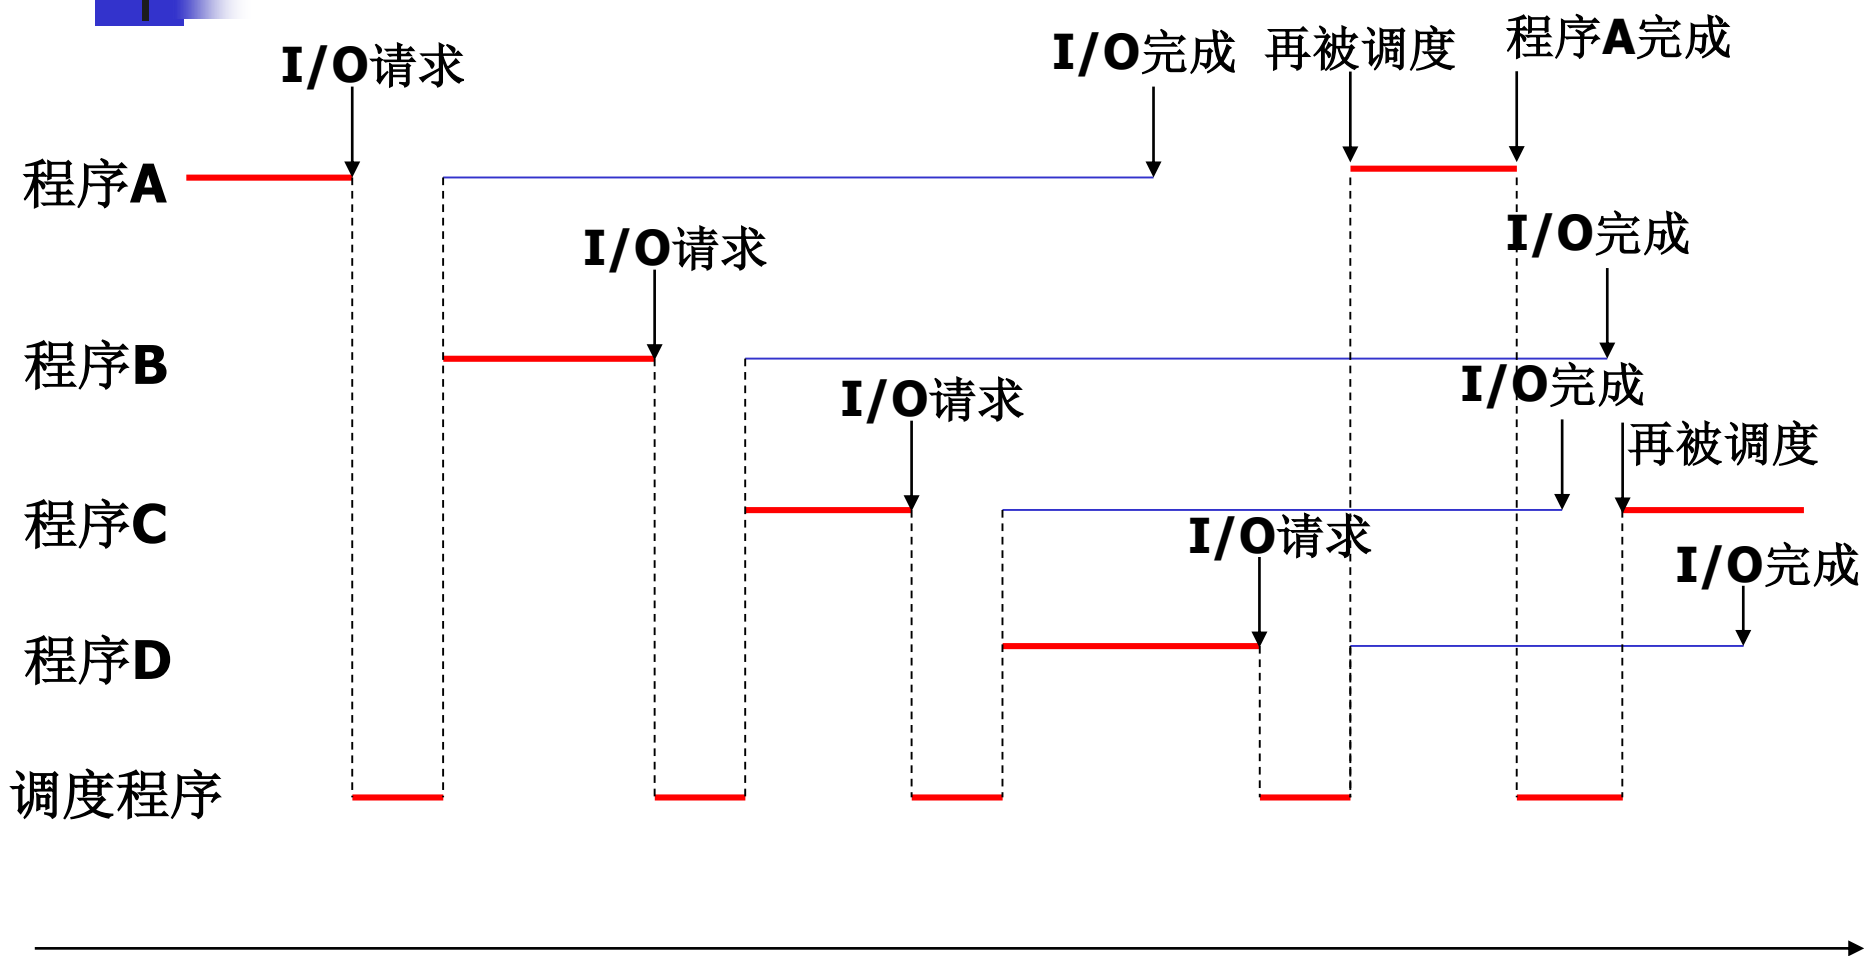 I/O请求
I/O完成
再被调度
程序A完成
程序A
I/O完成
I/O请求
程序B
I/O完成
I/O请求
再被调度
程序C
I/O请求
I/O完成
程序D
调度程序